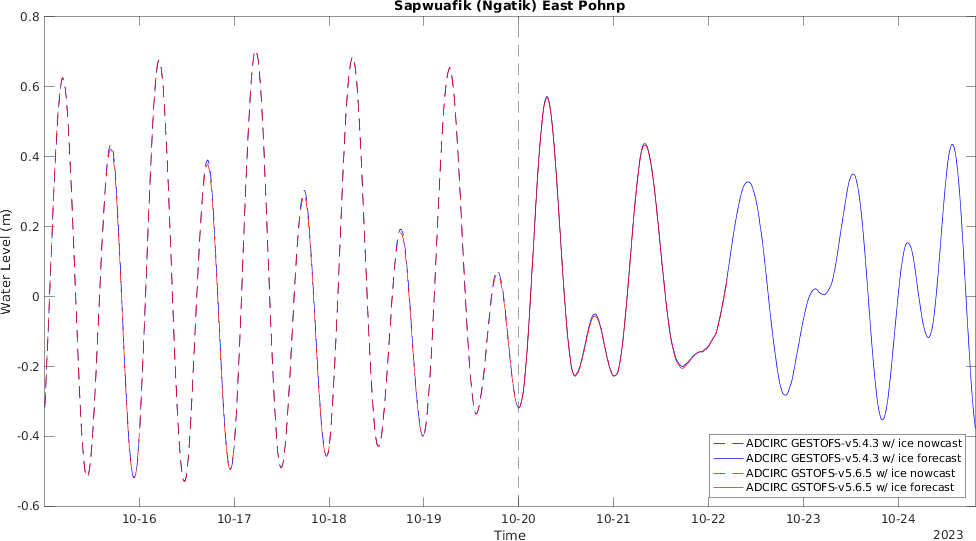 Sapwuafik (Ngatik) East Pohnp
0.8
0.6
0.4
0.2
0
-0.2
-0.4
-0.6
Water Level (m)
ADCIRC GESTOFS-v5.4.3 w/ ice nowcast
ADCIRC GESTOFS-v5.4.3 w/ ice forecast
ADCIRC GSTOFS-v5.6.5 w/ ice nowcast
ADCIRC GSTOFS-v5.6.5 w/ ice forecast
10-16 10-17 10-18 10-19 10-20 10-21 10-22 10-23 10-24
Time
2023